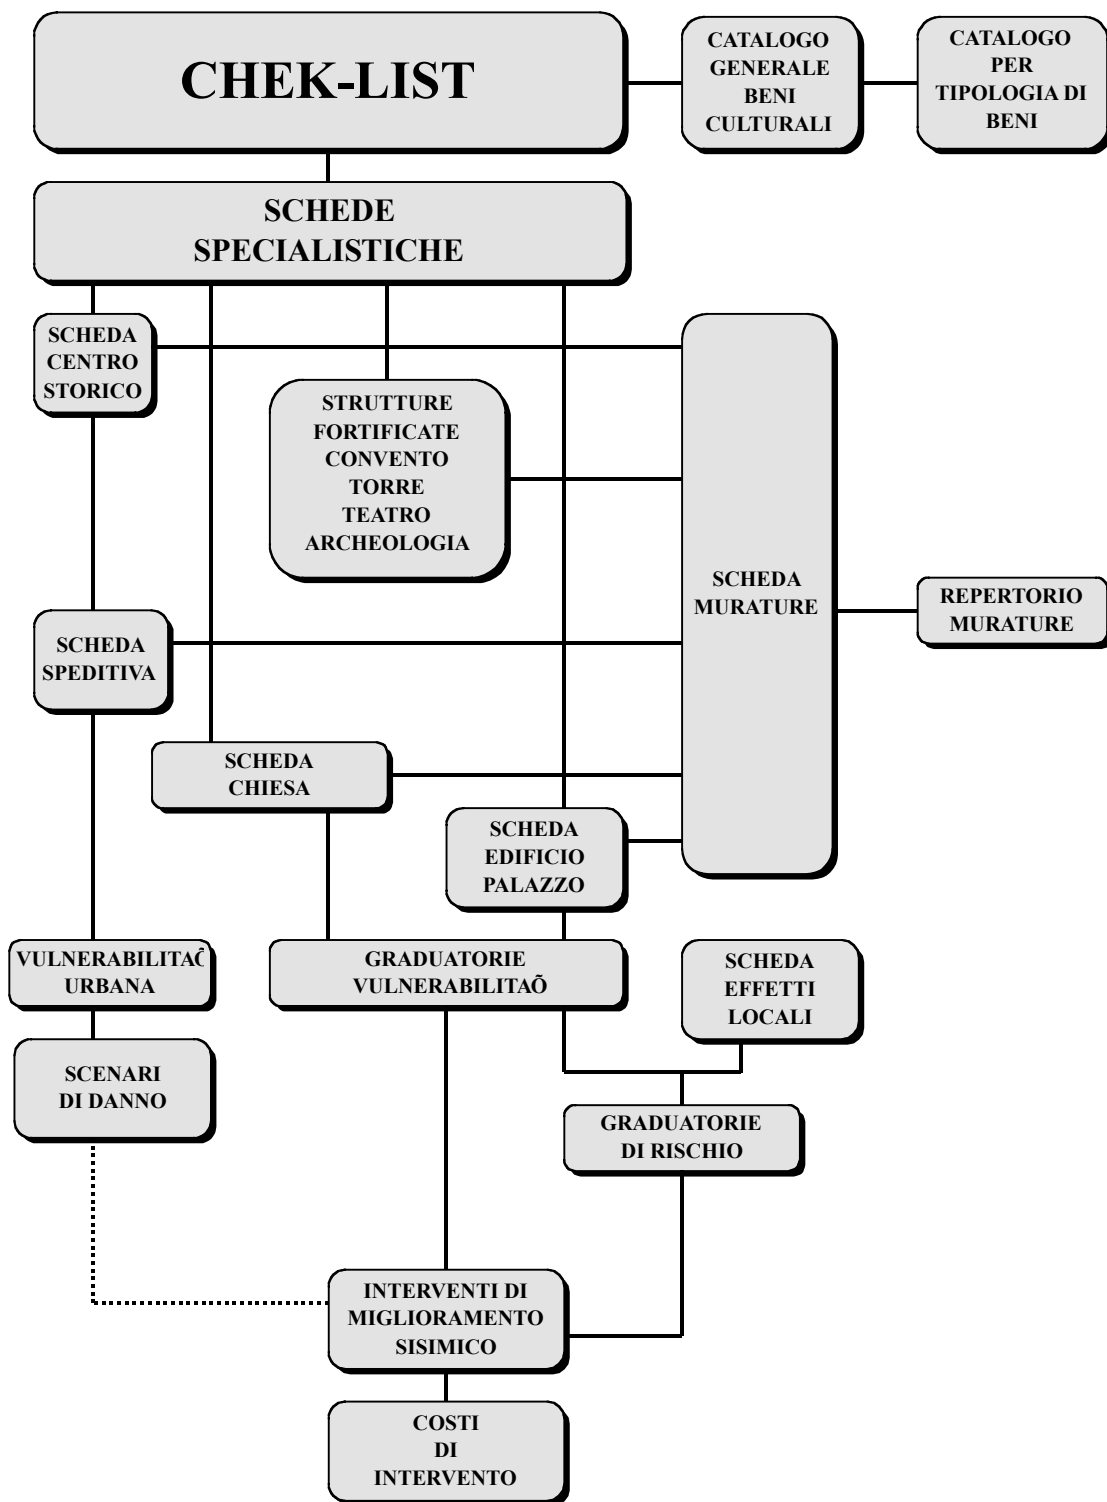 CHEK-LIST
CATALOGO
GENERALE
BENI
CULTURALI
CATALOGO
PER
TIPOLOGIA DI
BENI
SCHEDE
SPECIALISTICHE
SCHEDA
CENTRO
STORICO
STRUTTURE
FORTIFICATE
CONVENTO
TORRE
TEATRO
ARCHEOLOGIA
SCHEDA
MURATURE
REPERTORIO
MURATURE
SCHEDA
SPEDITIVA
SCHEDA
CHIESA
SCHEDA
EDIFICIO
PALAZZO
VULNERABILITAÕ
URBANA
GRADUATORIE
VULNERABILITAÕ
SCHEDA
EFFETTI
LOCALI
SCENARI
DI DANNO
GRADUATORIE
DI RISCHIO
INTERVENTI DI
MIGLIORAMENTO
SISIMICO
COSTI
DI
INTERVENTO